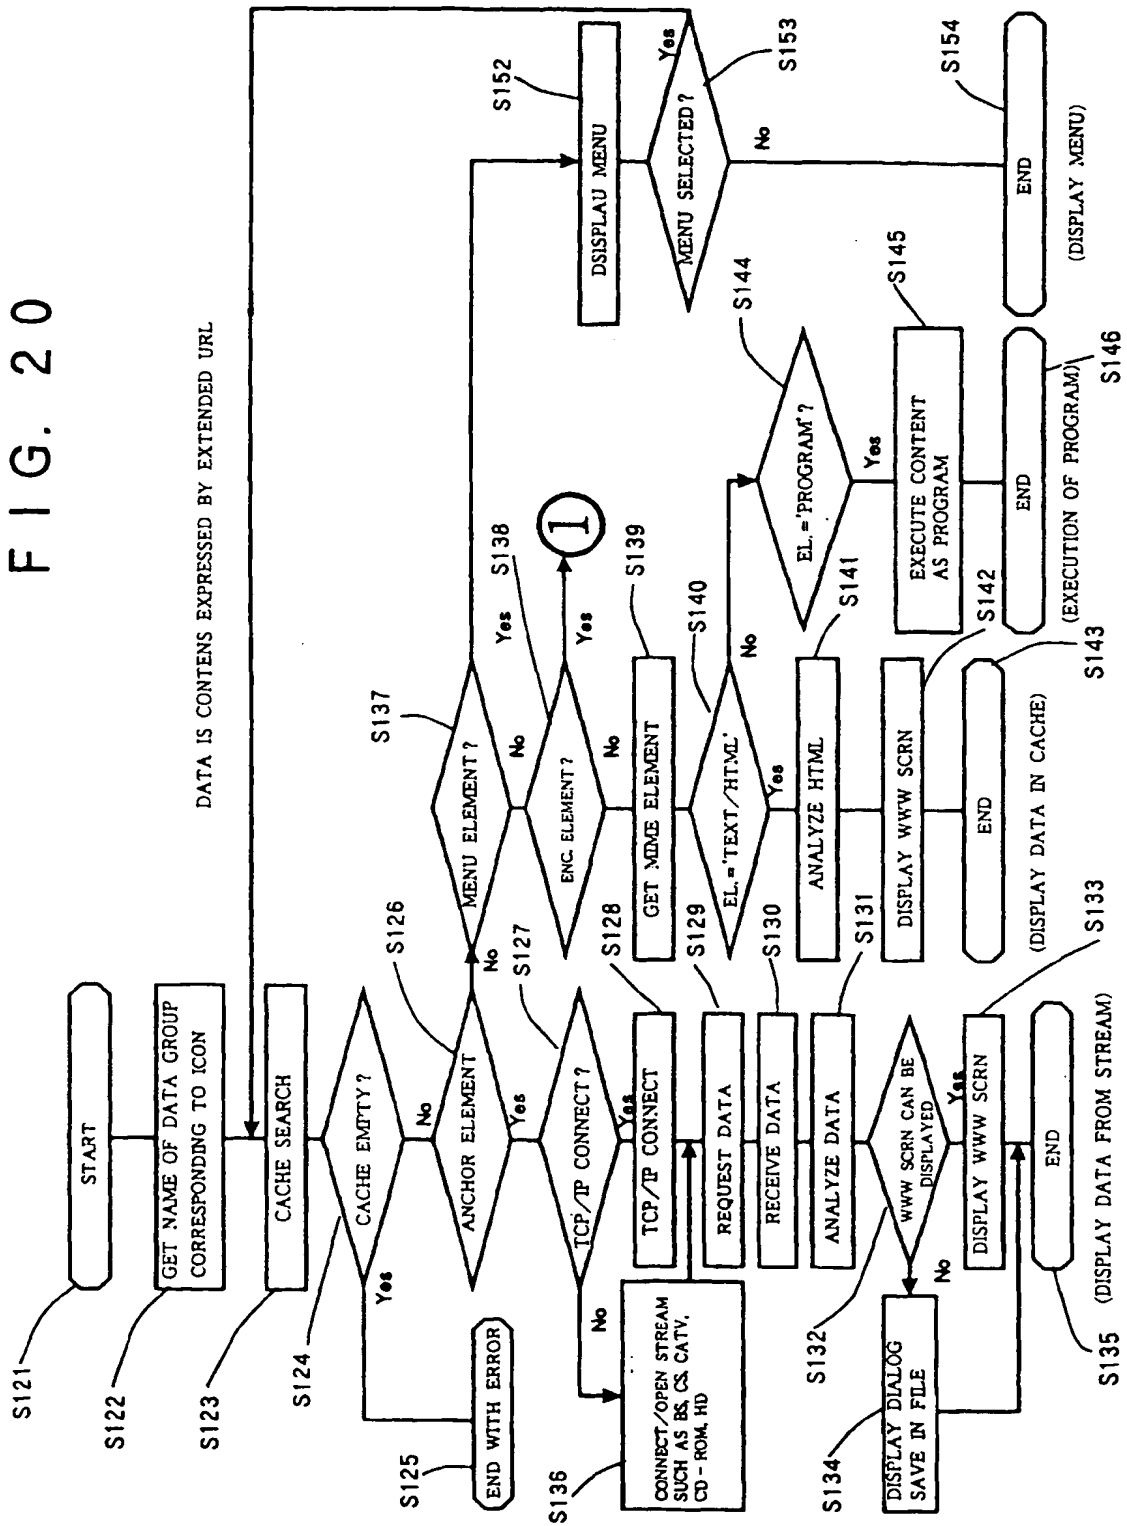 FIG. 20
DATA IS CONTENS EXPRESSED BY EXTENDED URL
S121
START
S122
GET NAME OF DATA GROUP
CORRESPONDING TO ICON
S123
CACHE SEARCH
S124
CACHE EMPTY?
Yes
No
S125
END WITH ERROR
S126
ANCHOR ELEMENT
No
Yes
S127
TCP/IP CONNECT?
No
Yes
S136
CONNECT/OPEN STREAM
SUCH AS BS, CS, CATV,
CD-ROM, HD
S128
TCP/IP CONNECT
S129
REQUEST DATA
S130
RECEIVE DATA
S131
ANALYZE DATA
S132
WWW SCRN CAN BE
DISPLAYED
No
Yes
S133
DISPLAY WWW SCRN
S134
DISPLAY DIALOG
SAVE IN FILE
S135
END
(DISPLAY DATA FROM STREAM)
S137
MENU ELEMENT?
Yes
No
S138
ENC. ELEMENT?
Yes
No
1
S139
GET MIME ELEMENT
S140
EL.='TEXT/HTML'
No
Yes
S141
ANALYZE HTML
S142
DISPLAY WWW SCRN
S143
END
(DISPLAY DATA IN CACHE)
S144
EL.='PROGRAM'?
Yes
S145
EXECUTE CONTENT
AS PROGRAM
S146
END
(EXECUTION OF PROGRAM)
S152
DSISPLAU MENU
S153
MENU SELECTED?
Yes
No
S154
END
(DISPLAY MENU)